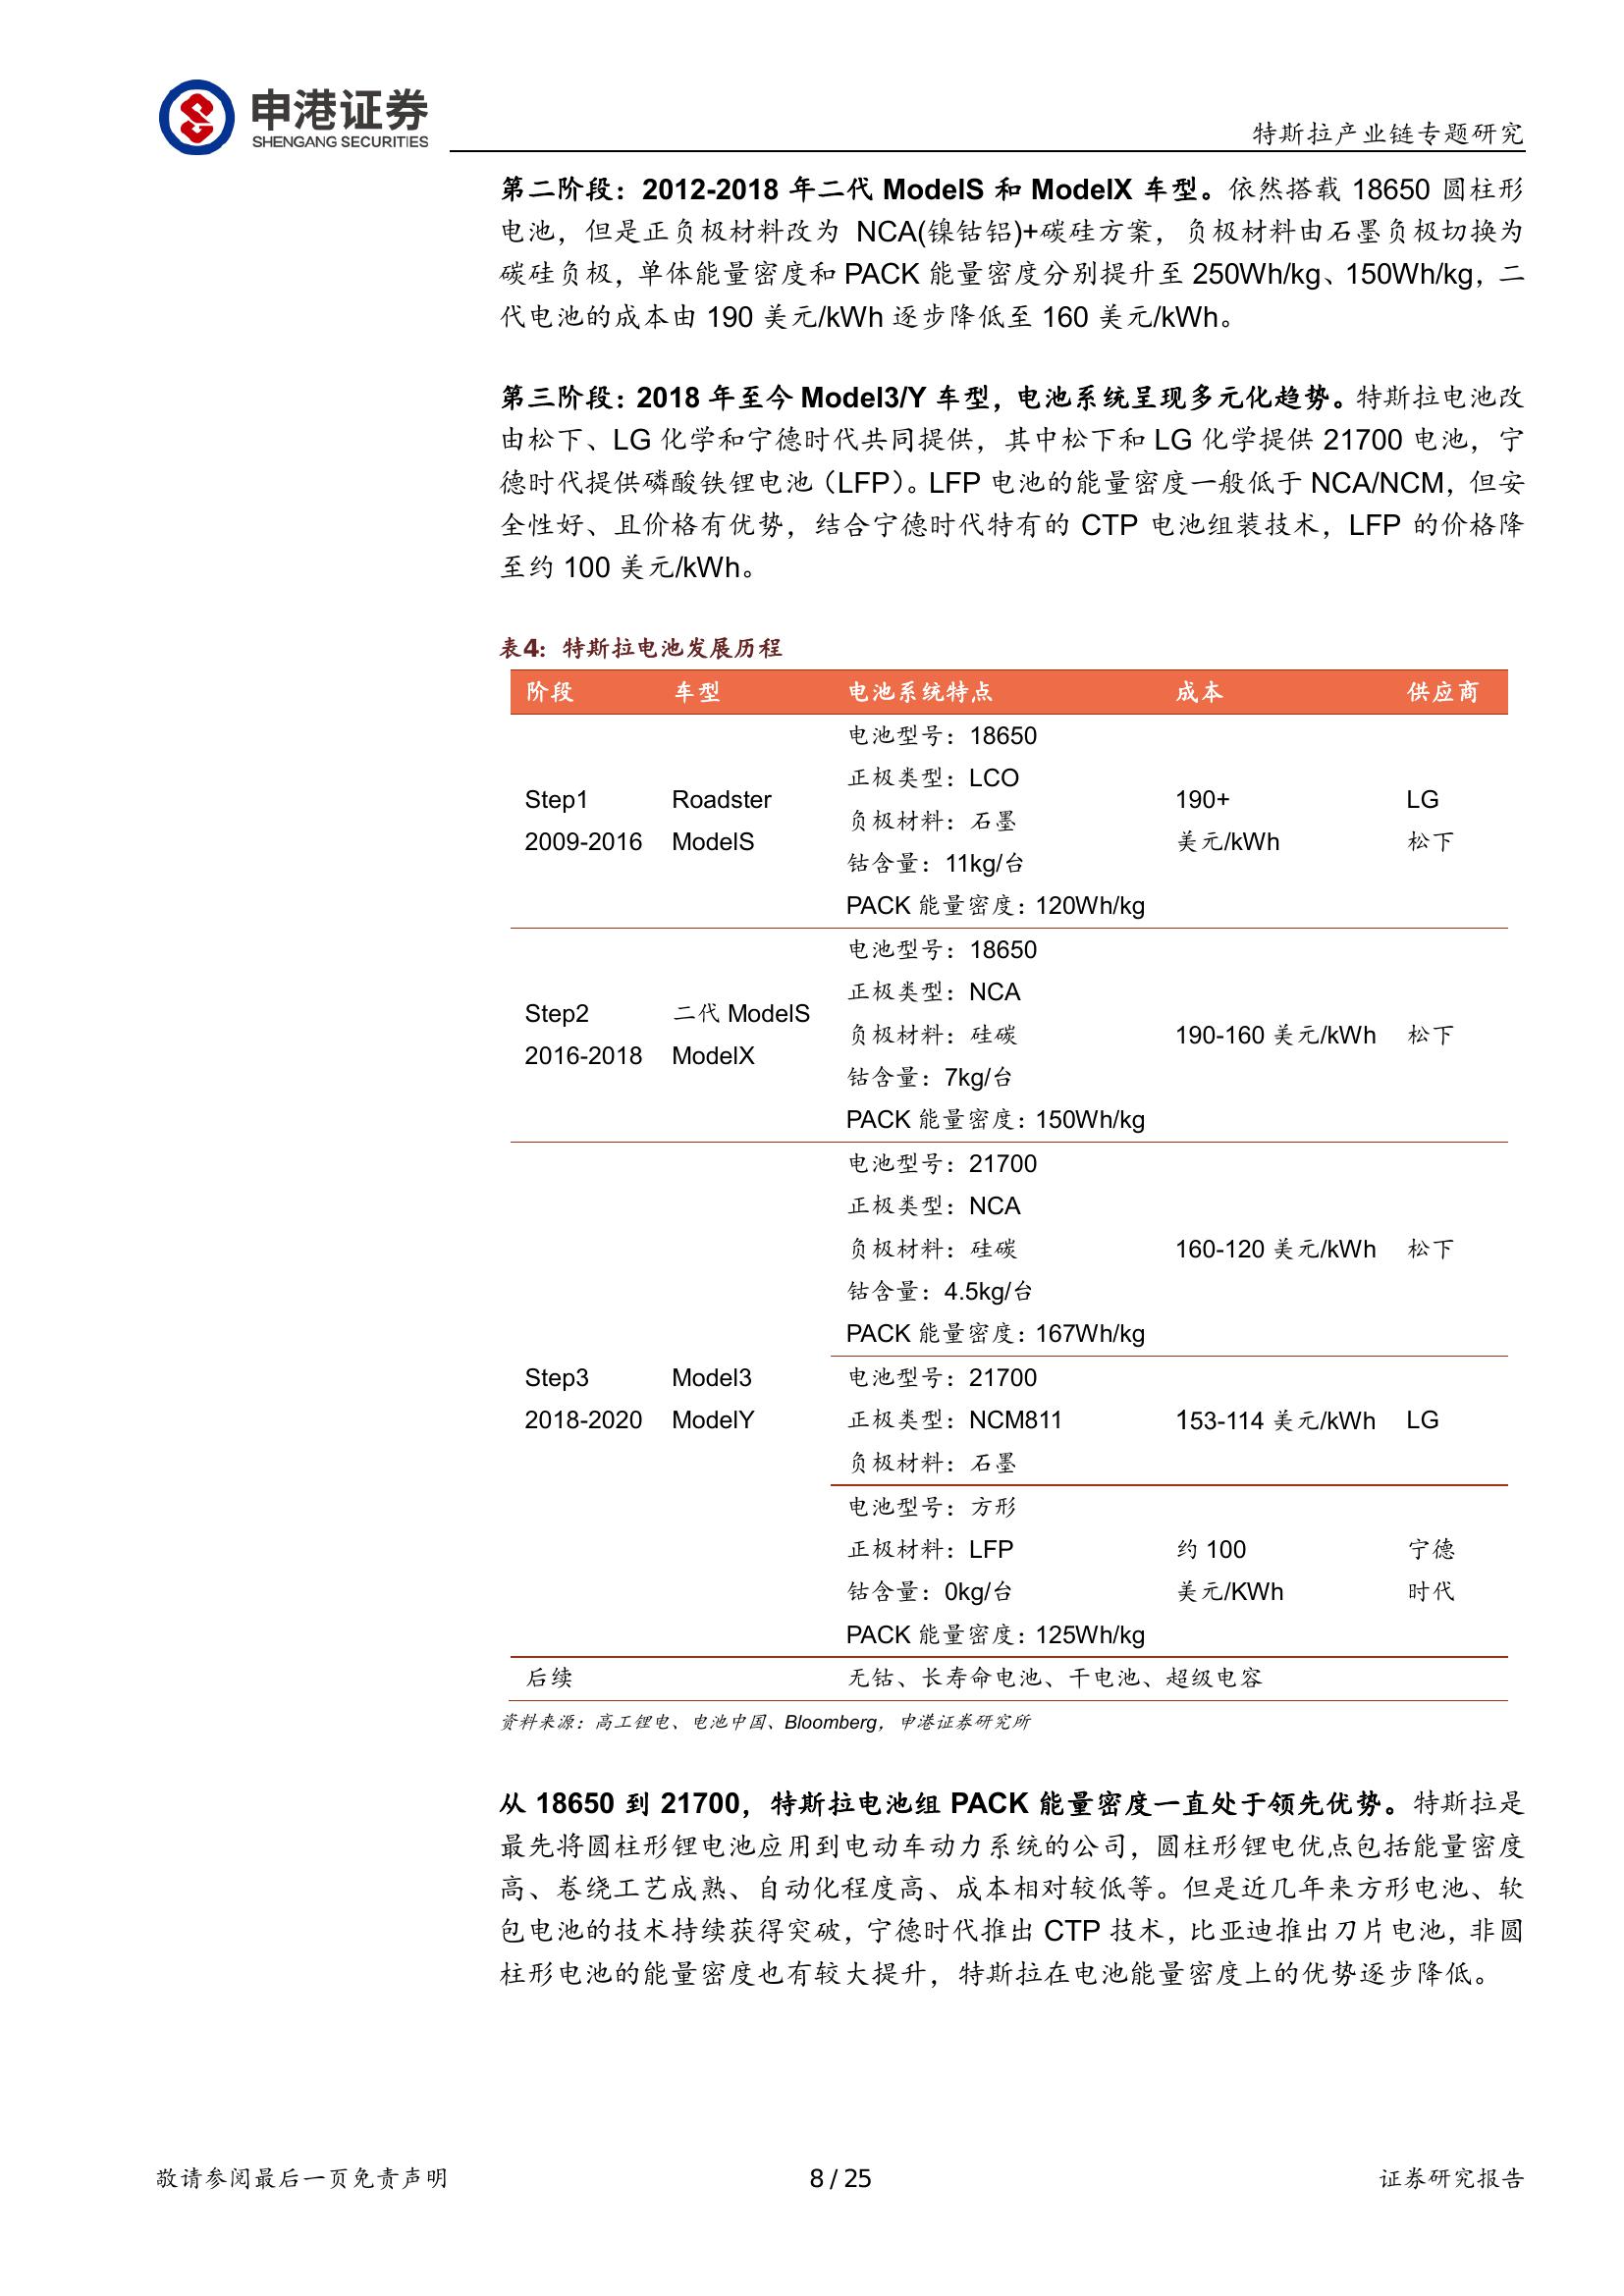 申港证券
SHENGANG SECURITIES
特斯拉产业链专题研究
第二阶段：2012-2018 年二代 ModelS 和 ModelX 车型。依然搭载 18650 圆柱形
电池，但是正负极材料改为 NCA(镍钴铝)+碳硅方案，负极材料由石墨负极切换为
碳硅负极，单体能量密度和 PACK 能量密度分别提升至 250Wh/kg、150Wh/kg，二
代电池的成本由 190 美元/kWh 逐步降低至 160 美元/kWh。
第三阶段：2018 年至今 Model3/Y 车型，电池系统呈现多元化趋势。特斯拉电池改
由松下、LG 化学和宁德时代共同提供，其中松下和 LG 化学提供 21700 电池，宁
德时代提供磷酸铁锂电池（LFP）。LFP 电池的能量密度一般低于 NCA/NCM，但安
全性好、且价格有优势，结合宁德时代特有的 CTP 电池组装技术，LFP 的价格降
至约 100 美元/kWh。
表4：特斯拉电池发展历程
阶段 车型 电池系统特点 成本 供应商
电池型号：18650
正极类型：LCO
Step1 Roadster 190+ LG
负极材料：石墨
2009-2016 ModelS 美元/kWh 松下
钴含量：11kg/台
PACK 能量密度：120Wh/kg
电池型号：18650
正极类型：NCA
Step2 二代 ModelS
负极材料：硅碳 190-160 美元/kWh 松下
2016-2018 ModelX
钴含量：7kg/台
PACK 能量密度：150Wh/kg
电池型号：21700
正极类型：NCA
负极材料：硅碳 160-120 美元/kWh 松下
钴含量：4.5kg/台
PACK 能量密度：167Wh/kg
Step3 Model3 电池型号：21700
2018-2020 ModelY 正极类型：NCM811 153-114 美元/kWh LG
负极材料：石墨
电池型号：方形
正极材料：LFP 约 100 宁德
钴含量：0kg/台 美元/KWh 时代
PACK 能量密度：125Wh/kg
后续 无钴、长寿命电池、干电池、超级电容
资料来源：高工锂电、电池中国、Bloomberg，申港证券研究所
从 18650 到 21700，特斯拉电池组 PACK 能量密度一直处于领先优势。特斯拉是
最先将圆柱形锂电池应用到电动车动力系统的公司，圆柱形锂电优点包括能量密度
高、卷绕工艺成熟、自动化程度高、成本相对较低等。但是近几年来方形电池、软
包电池的技术持续获得突破，宁德时代推出 CTP 技术，比亚迪推出刀片电池，非圆
柱形电池的能量密度也有较大提升，特斯拉在电池能量密度上的优势逐步降低。
敬请参阅最后一页免责声明 8 / 25 证券研究报告